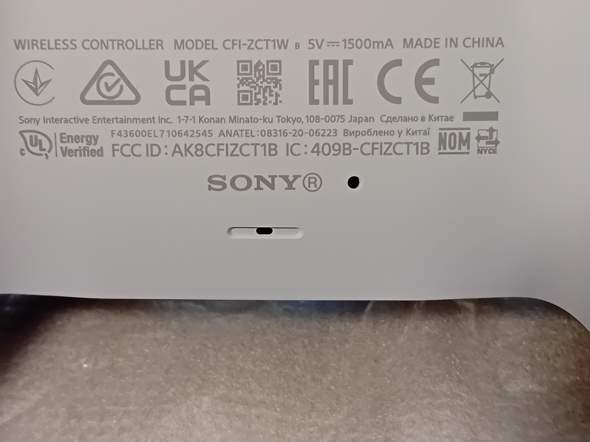 WIRELESS CONTROLLER MODEL CFI-ZCT1W B 5V⎓1500mA MADE IN CHINA
UK CA EAC CE
Sony Interactive Entertainment Inc. 1-7-1 Konan Minato-ku Tokyo, 108-0075 Japan Сделано в Китае
UL Energy Verified F43600EL710642545 ANATEL:08316-20-06223 Вироблено у Китаї
FCC ID: AK8CFIZCT1B IC: 409B-CFIZCT1B NOM NYCE
SONY®